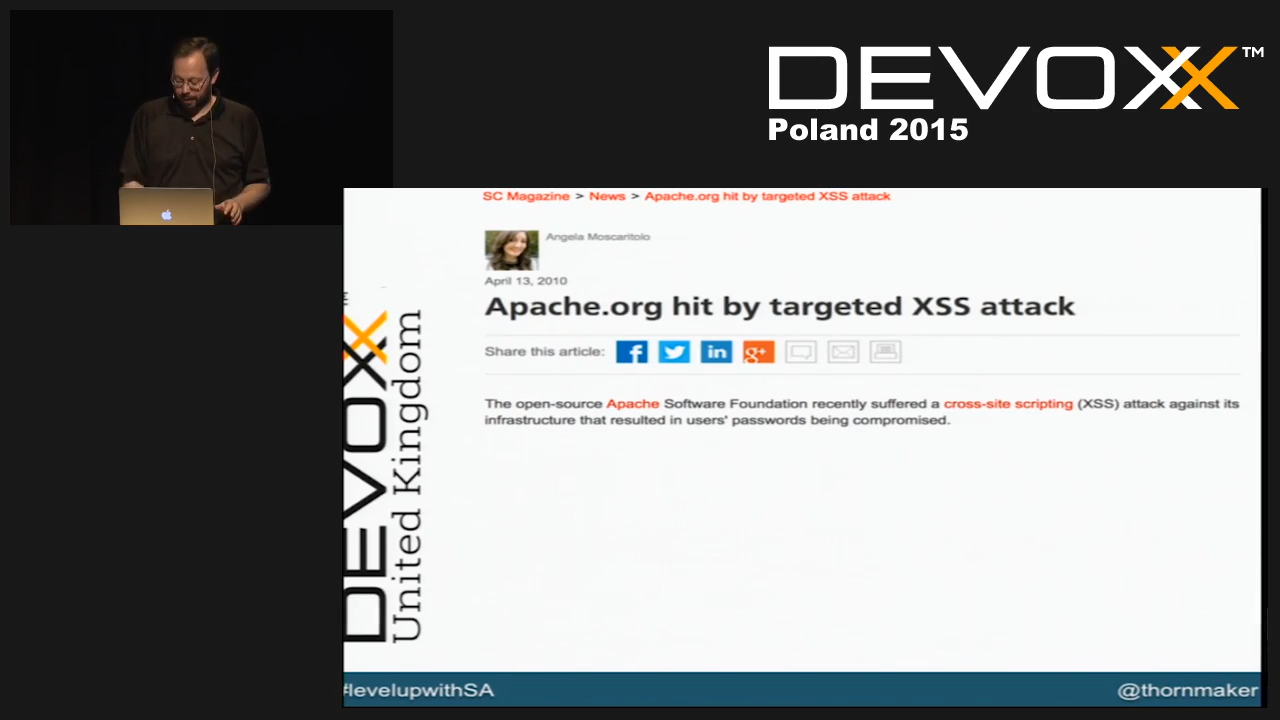 DEVOXX™
Poland 2015
SC Magazine > News > Apache.org hit by targeted XSS attack
Angela Moscaritolo
April 13, 2010
Apache.org hit by targeted XSS attack
Share this article: f in g+
The open-source Apache Software Foundation recently suffered a cross-site scripting (XSS) attack against its
infrastructure that resulted in users' passwords being compromised.
DEVOXX
United Kingdom
#levelupwithSA
@thornmaker